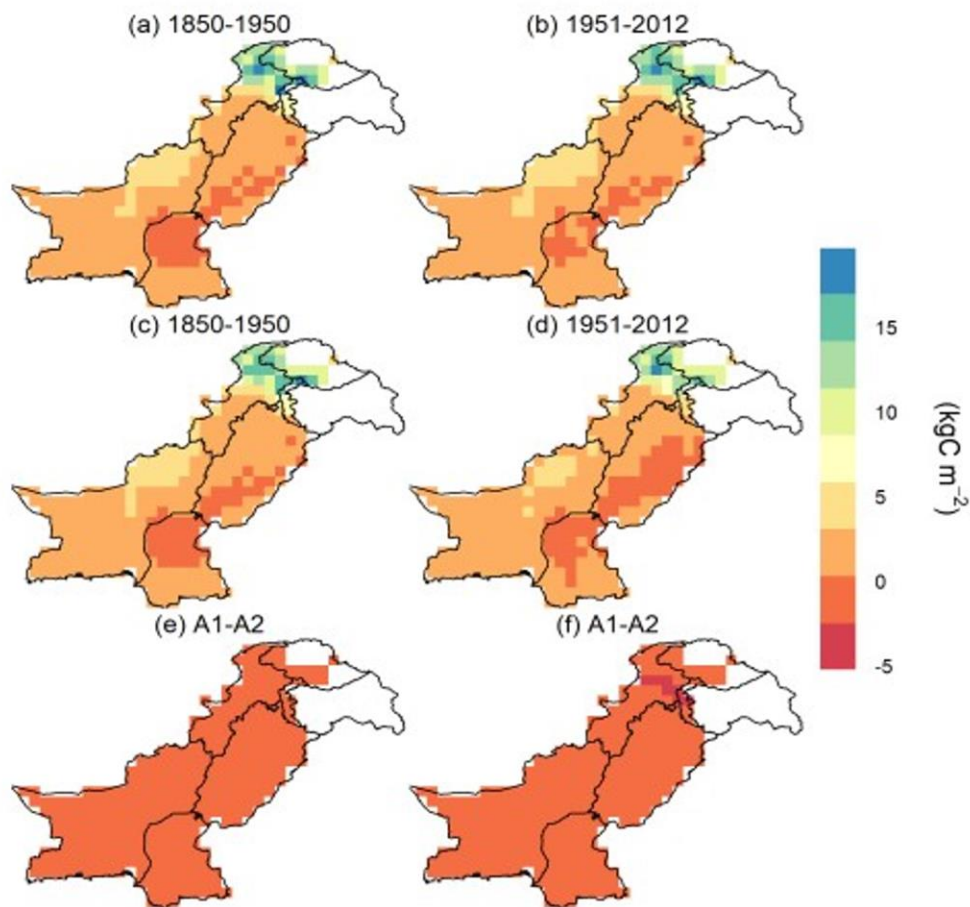 (a) 1850-1950
(b) 1951-2012
(c) 1850-1950
(d) 1951-2012
15
10
5
0
-5
(kgC m⁻²)
(e) A1-A2
(f) A1-A2